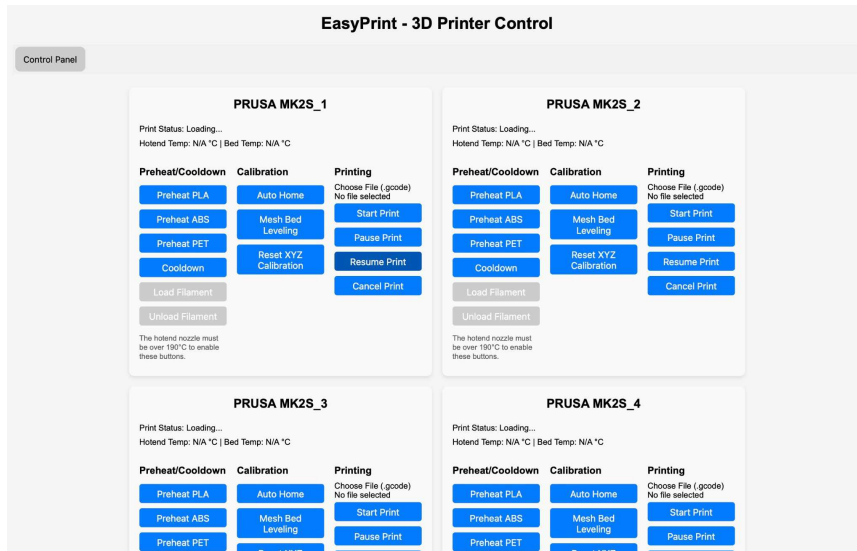 EasyPrint - 3D Printer Control
Control Panel
PRUSA MK2S_1
Print Status: Loading...
Hotend Temp: N/A °C | Bed Temp: N/A °C
Preheat/Cooldown
Preheat PLA
Preheat ABS
Preheat PET
Cooldown
Load Filament
Unload Filament
The hotend nozzle must
be over 190°C to enable
these buttons.
Calibration
Auto Home
Mesh Bed
Leveling
Reset XYZ
Calibration
Printing
Choose File (.gcode)
No file selected
Start Print
Pause Print
Resume Print
Cancel Print
PRUSA MK2S_2
Print Status: Loading...
Hotend Temp: N/A °C | Bed Temp: N/A °C
Preheat/Cooldown
Preheat PLA
Preheat ABS
Preheat PET
Cooldown
Load Filament
Unload Filament
The hotend nozzle must
be over 190°C to enable
these buttons.
Calibration
Auto Home
Mesh Bed
Leveling
Reset XYZ
Calibration
Printing
Choose File (.gcode)
No file selected
Start Print
Pause Print
Resume Print
Cancel Print
PRUSA MK2S_3
Print Status: Loading...
Hotend Temp: N/A °C | Bed Temp: N/A °C
Preheat/Cooldown
Preheat PLA
Preheat ABS
Preheat PET
Calibration
Auto Home
Mesh Bed
Leveling
Printing
Choose File (.gcode)
No file selected
Start Print
Pause Print
PRUSA MK2S_4
Print Status: Loading...
Hotend Temp: N/A °C | Bed Temp: N/A °C
Preheat/Cooldown
Preheat PLA
Preheat ABS
Preheat PET
Calibration
Auto Home
Mesh Bed
Leveling
Printing
Choose File (.gcode)
No file selected
Start Print
Pause Print